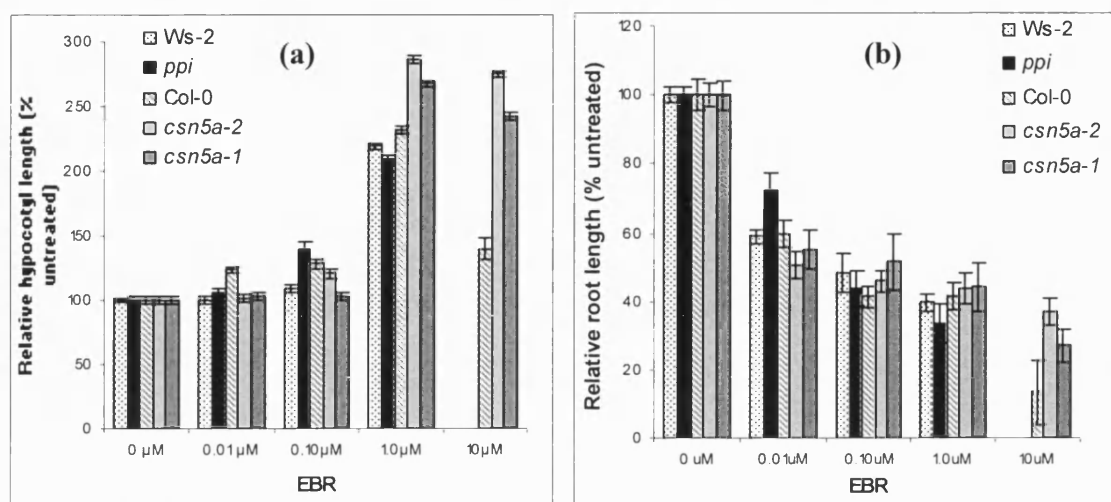 (a)
Relative hypocotyl length (%
untreated)
300
250
200
150
100
50
0
Ws-2
ppi
Col-0
csn5a-2
csn5a-1
0 µM
0.01µM
0.10µM
1.0µM
10µM
EBR
(b)
Relative root length (% untreated)
120
100
80
60
40
20
0
Ws-2
ppi
Col-0
csn5a-2
csn5a-1
0 uM
0.01uM
0.10uM
1.0uM
10uM
EBR